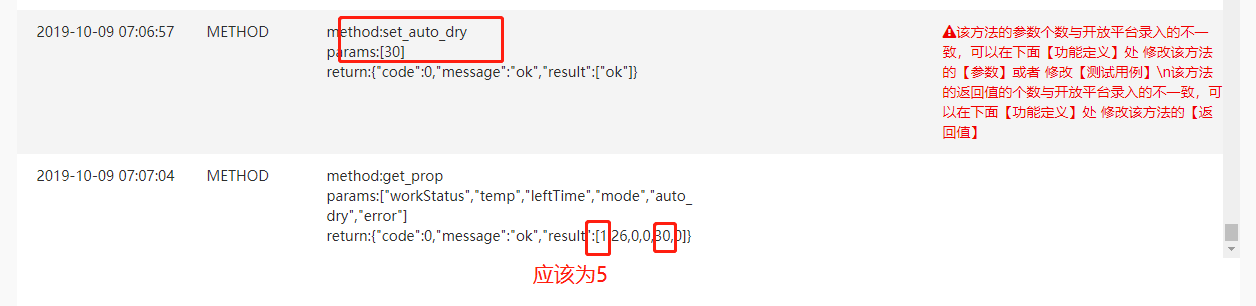 2019-10-09 07:06:57 METHOD method:set_auto_dry
params:[30]
return:{"code":0,"message":"ok","result":["ok"]}
该方法的参数个数与开放平台录入的不一
致，可以在下面【功能定义】处 修改该方法
的【参数】或者 修改【测试用例】\n该方法
的返回值的个数与开放平台录入的不一致，可
以在下面【功能定义】处 修改该方法的【返
回值】
2019-10-09 07:07:04 METHOD method:get_prop
params:["workStatus","temp","leftTime","mode","auto_
dry","error"]
return:{"code":0,"message":"ok","result":[1,26,0,0,30,0]}
应该为5